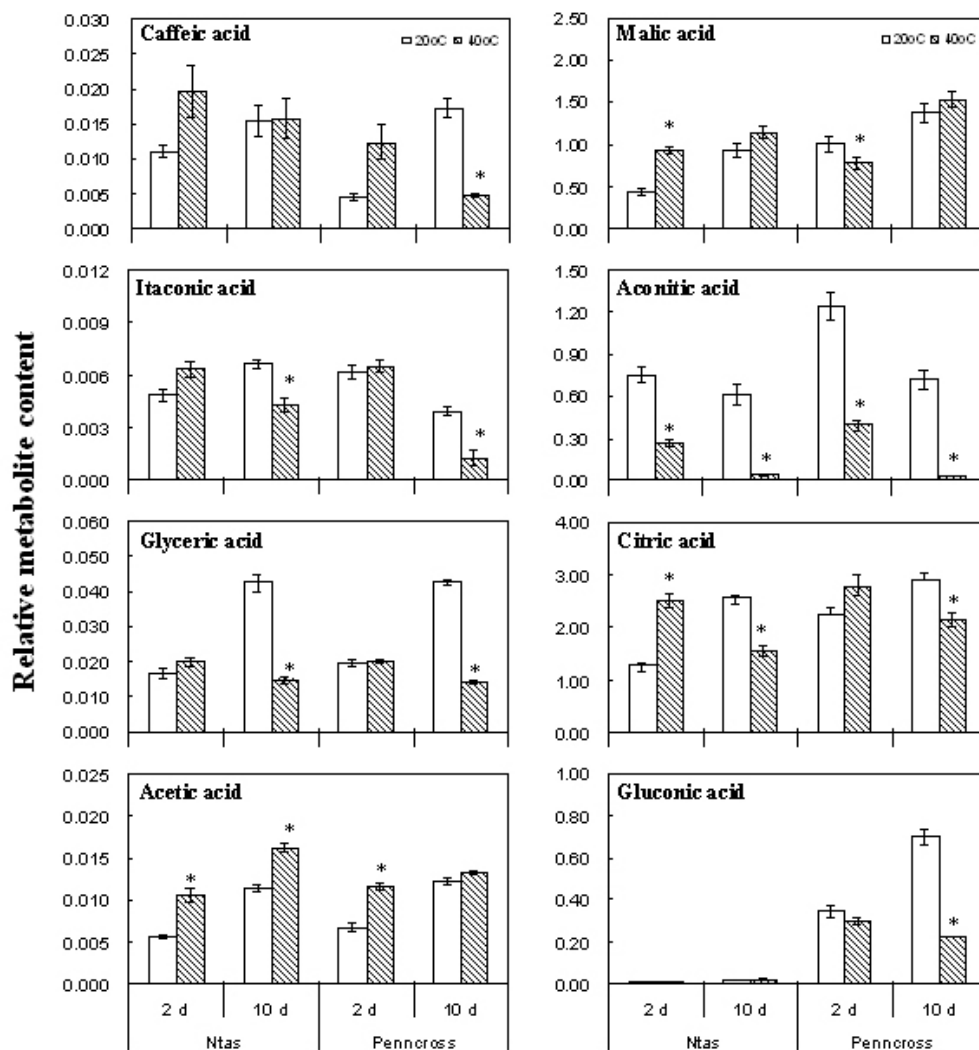 Relative metabolite content
Caffeic acid
20oC 40oC
0.030
0.025
0.020
0.015
0.010
0.005
0.000
*
Malic acid
20oC 40oC
2.50
2.00
1.50
1.00
0.50
0.00
* *
Itaconic acid
0.012
0.009
0.006
0.003
0.000
* *
Aconitic acid
1.50
1.20
0.90
0.60
0.30
0.00
* * * *
Glyceric acid
0.060
0.050
0.040
0.030
0.020
0.010
0.000
* *
Citric acid
4.00
3.00
2.00
1.00
0.00
* * *
Acetic acid
0.025
0.020
0.015
0.010
0.005
0.000
* * *
2 d 10 d 2 d 10 d
Ntas Penncross
Gluconic acid
1.00
0.80
0.60
0.40
0.20
0.00
*
2 d 10 d 2 d 10 d
Ntas Penncross